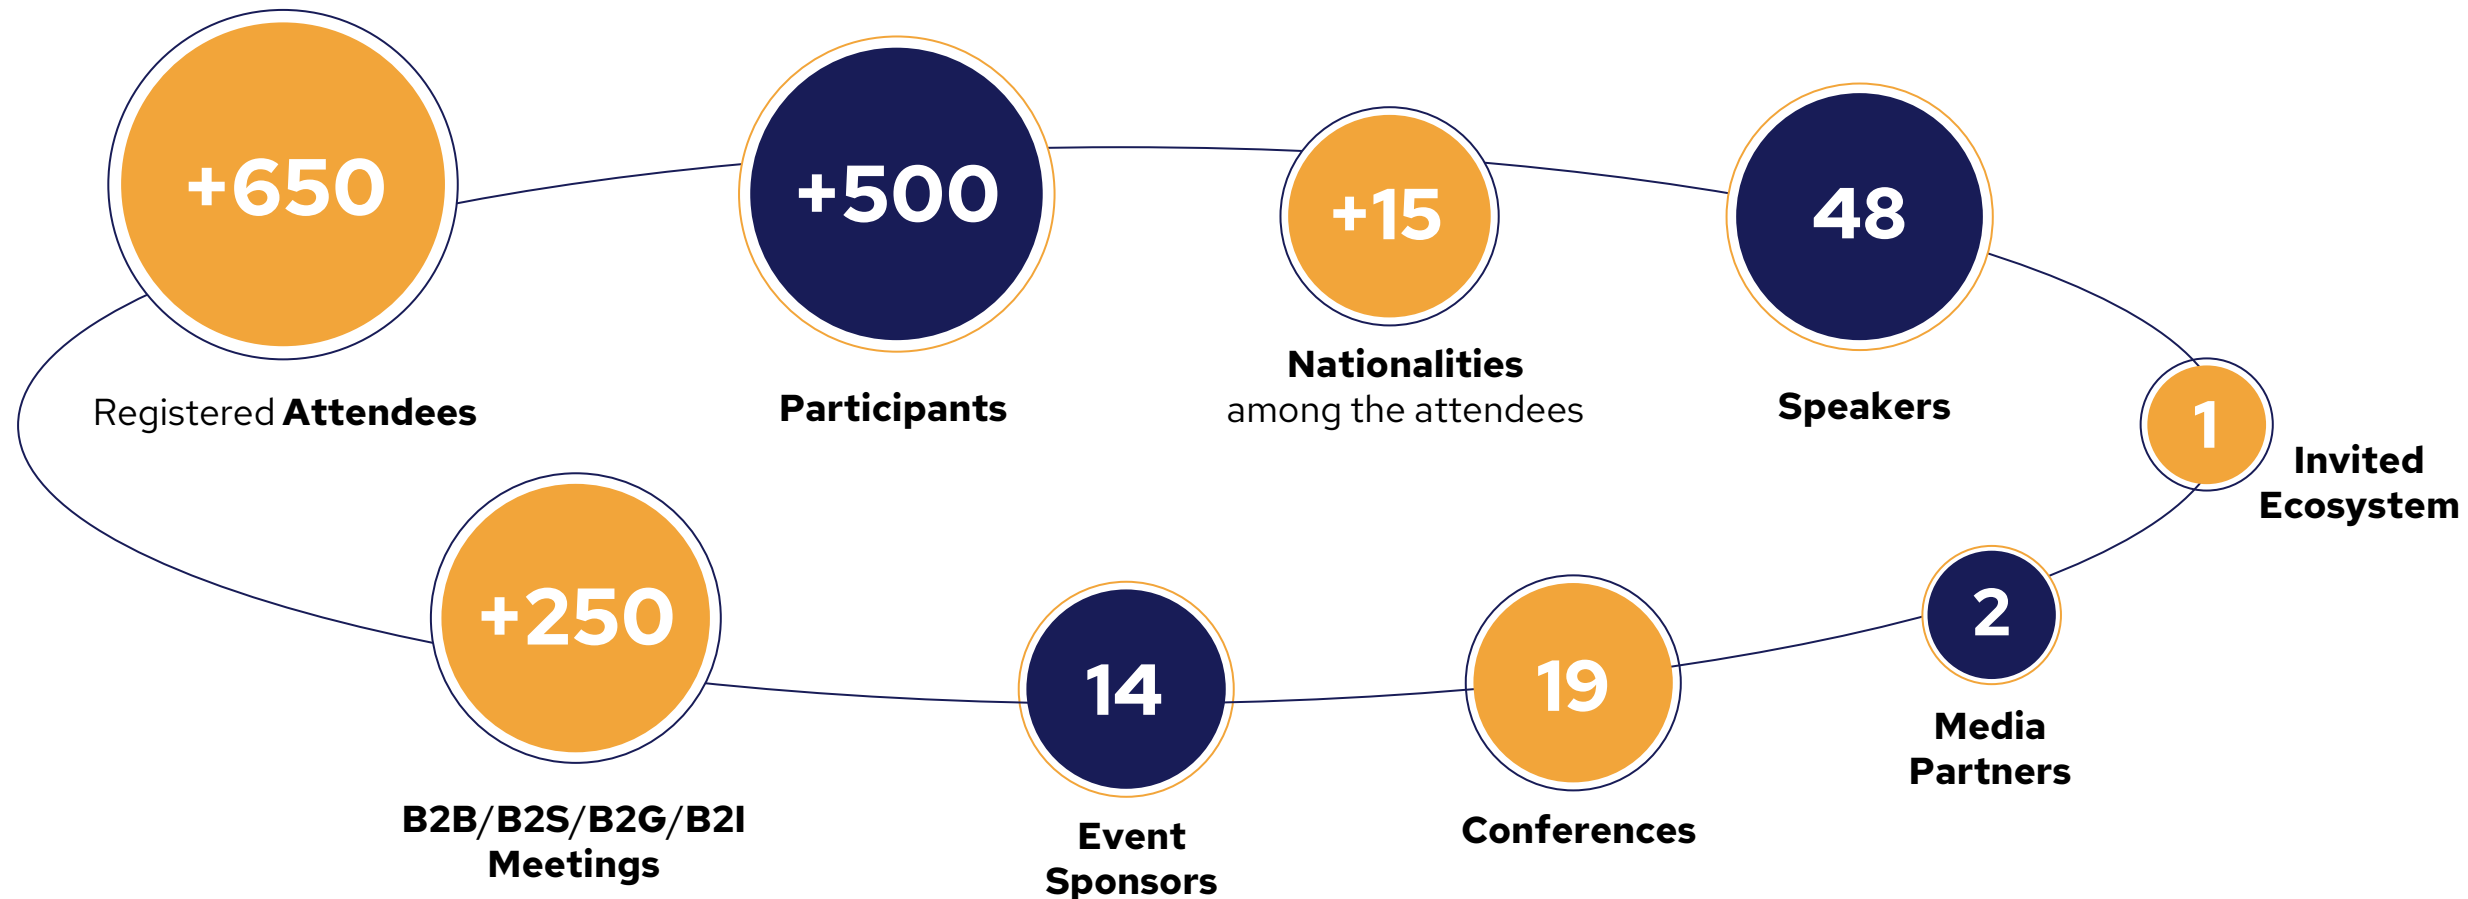 +650
Registered Attendees
+500
Participants
+15
Nationalities
among the attendees
48
Speakers
1
Invited
Ecosystem
+250
B2B/B2S/B2G/B2I
Meetings
14
Event
Sponsors
19
Conferences
2
Media
Partners